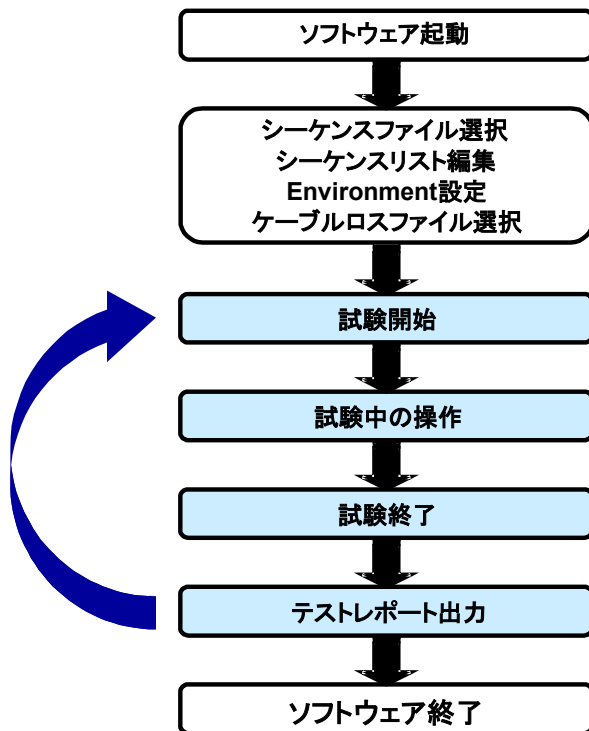 ソフトウェア起動
シーケンスファイル選択
シーケンスリスト編集
Environment設定
ケーブルロスファイル選択
試験開始
試験中の操作
試験終了
テストレポート出力
ソフトウェア終了